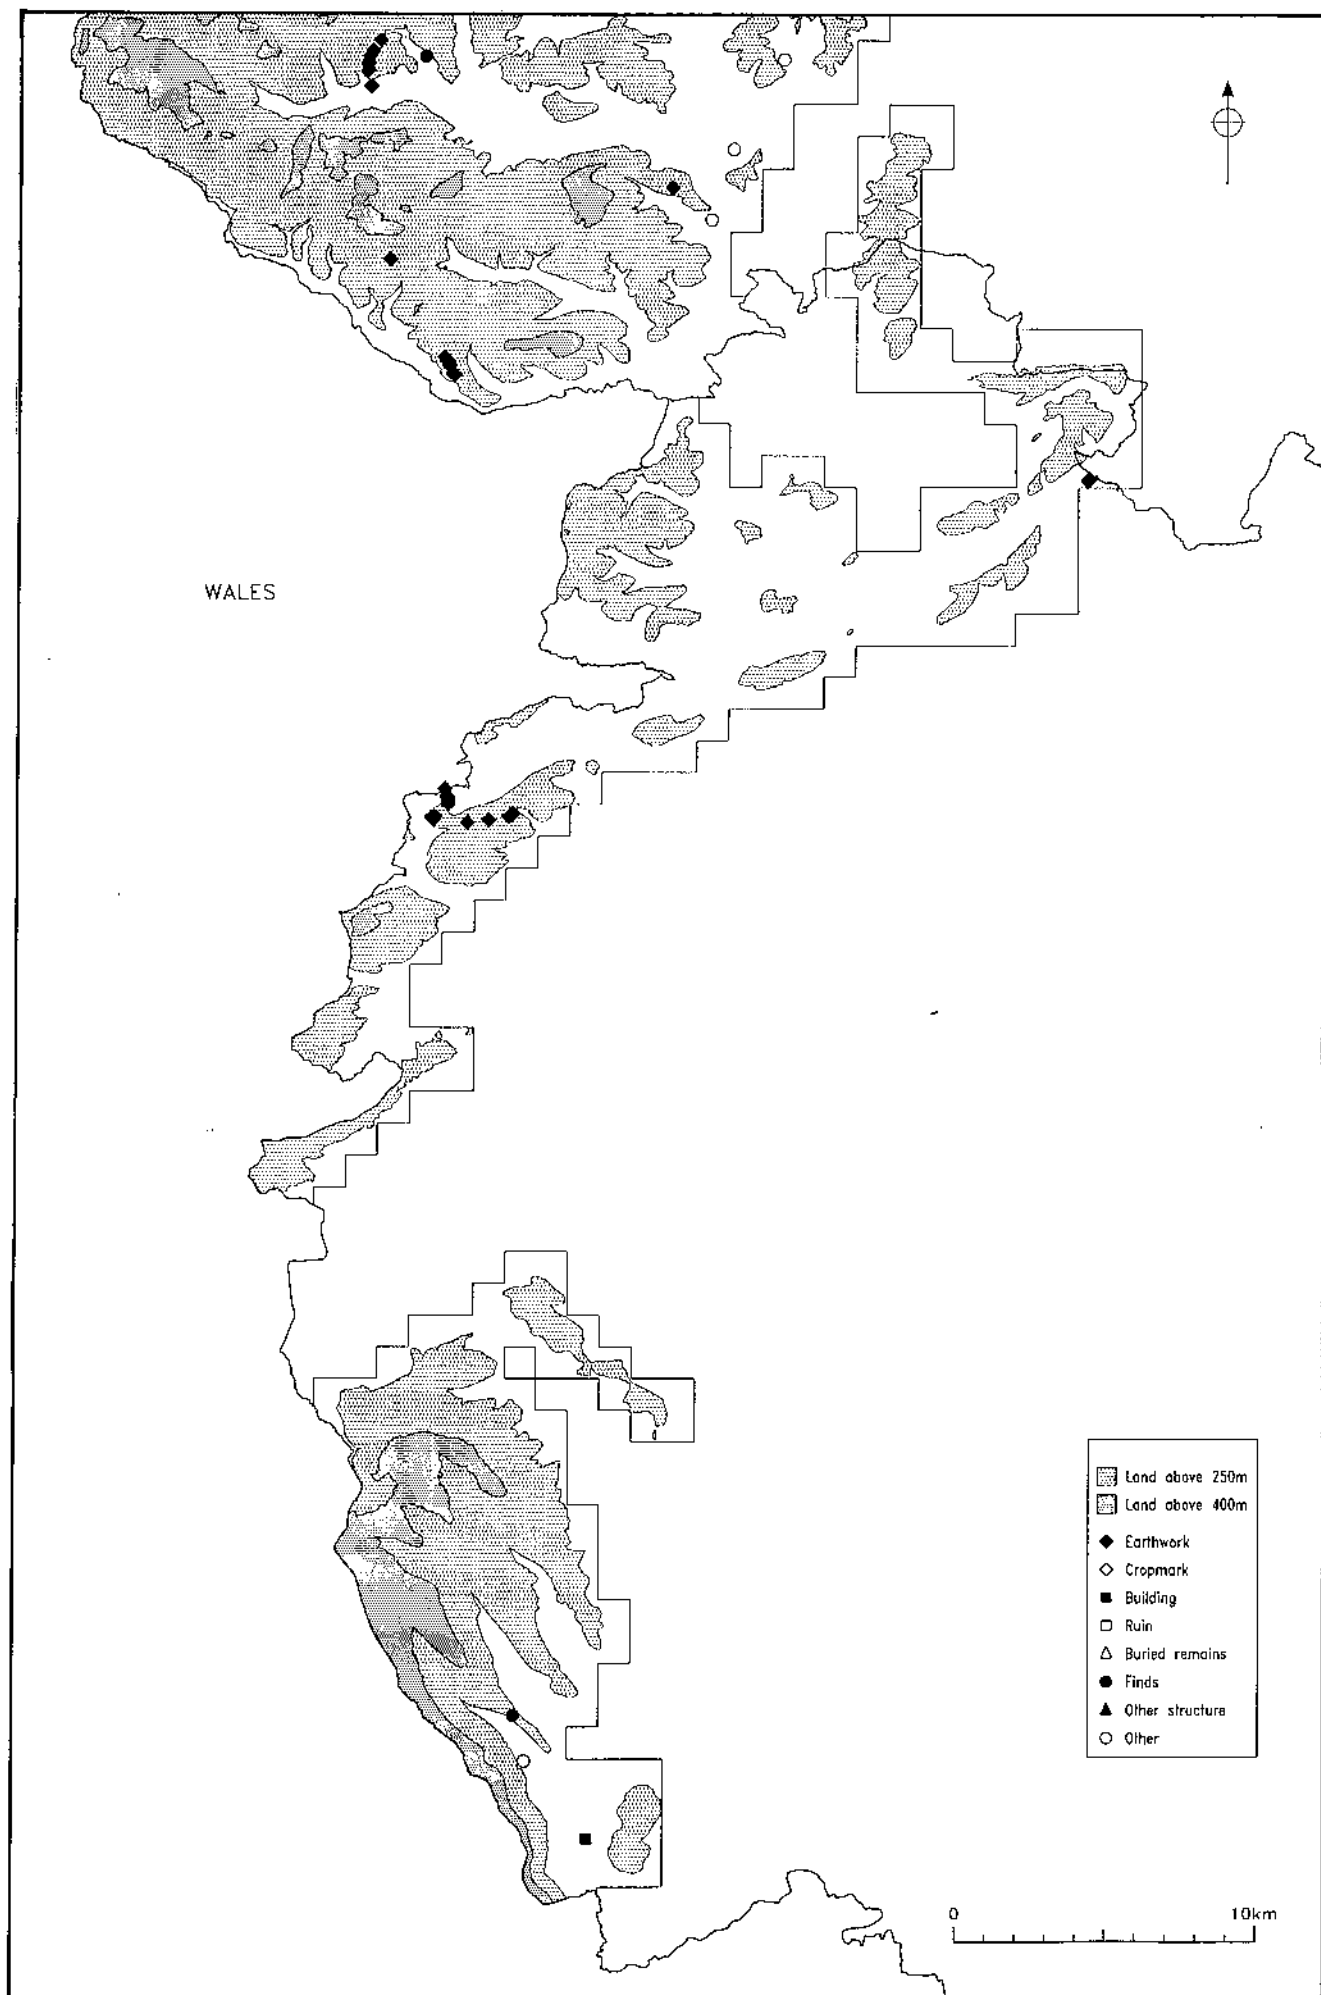 WALES
Land above 250m
Land above 400m
Earthwork
Cropmark
Building
Ruin
Buried remains
Finds
Other structure
Other
0 10km